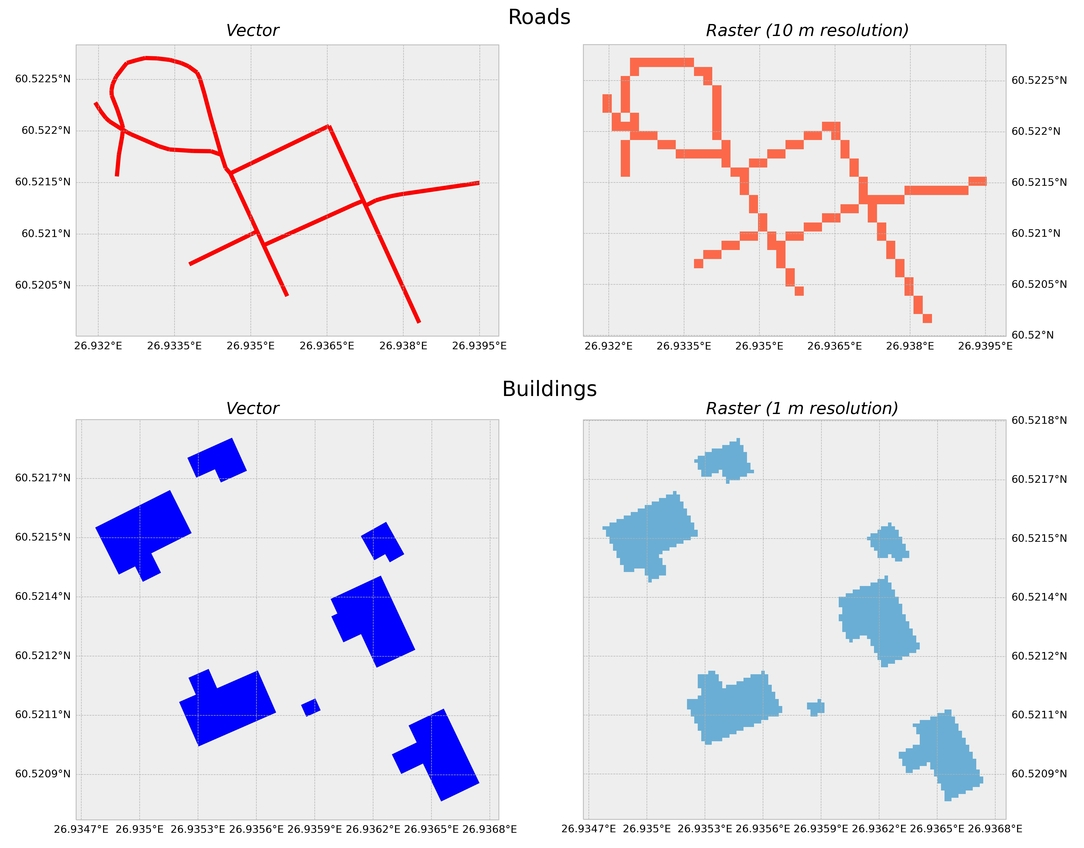 Roads
Vector
Raster (10 m resolution)
60.5225°N
60.522°N
60.5215°N
60.521°N
60.5205°N
26.932°E 26.9335°E 26.935°E 26.9365°E 26.938°E 26.9395°E
60.5225°N
60.522°N
60.5215°N
60.521°N
60.5205°N
60.52°N
26.932°E 26.9335°E 26.935°E 26.9365°E 26.938°E 26.9395°E
Buildings
Vector
Raster (1 m resolution)
60.5217°N
60.5215°N
60.5214°N
60.5212°N
60.5211°N
60.5209°N
26.9347°E 26.935°E 26.9353°E 26.9356°E 26.9359°E 26.9362°E 26.9365°E 26.9368°E
60.5218°N
60.5217°N
60.5215°N
60.5214°N
60.5212°N
60.5211°N
60.5209°N
26.9347°E 26.935°E 26.9353°E 26.9356°E 26.9359°E 26.9362°E 26.9365°E 26.9368°E